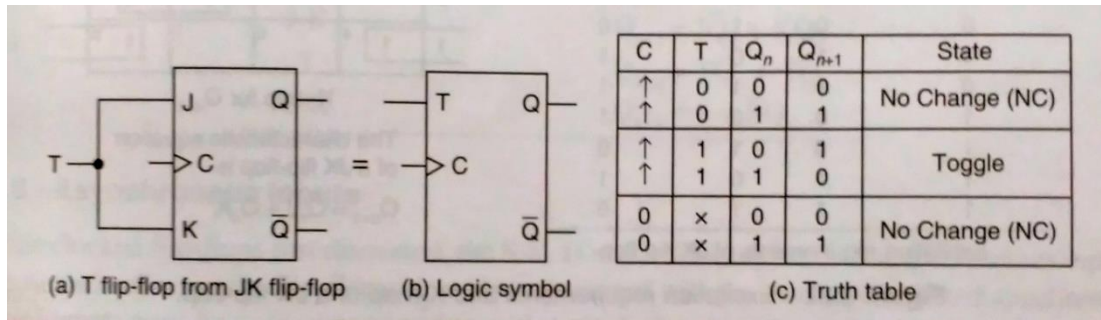 T
J Q
C
K Q̅
=
T Q
C
Q̅
(a) T flip-flop from JK flip-flop
(b) Logic symbol
C T Qn Qn+1 State
↑ 0 0 0
↑ 0 1 1
No Change (NC)
↑ 1 0 1
↑ 1 1 0
Toggle
0 × 0 0
0 × 1 1
No Change (NC)
(c) Truth table